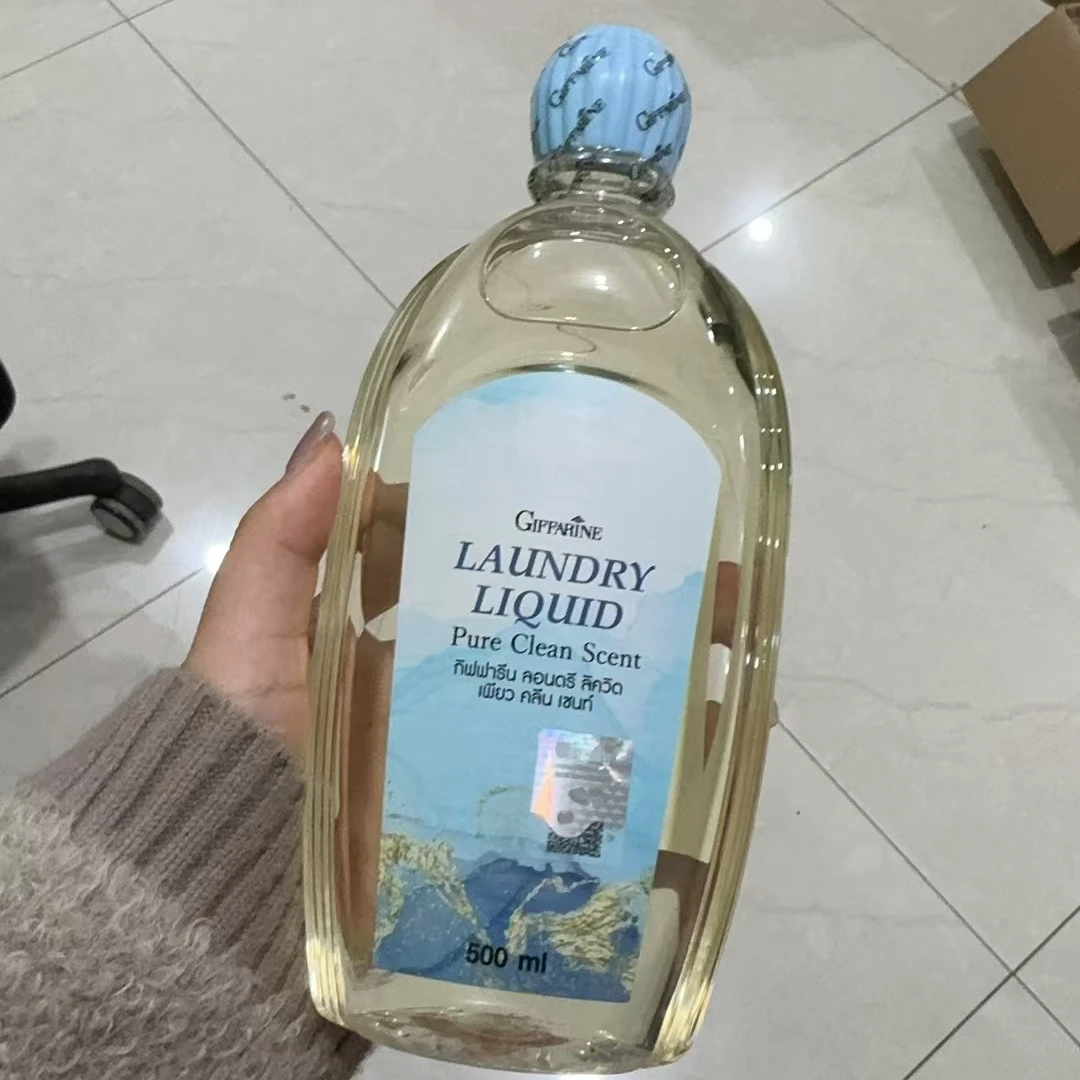 GIFFARINE
LAUNDRY
LIQUID
Pure Clean Scent
กิฟฟารีน ลอนดรี ลิควิด
เพียว คลีน เซนท์
500 ml